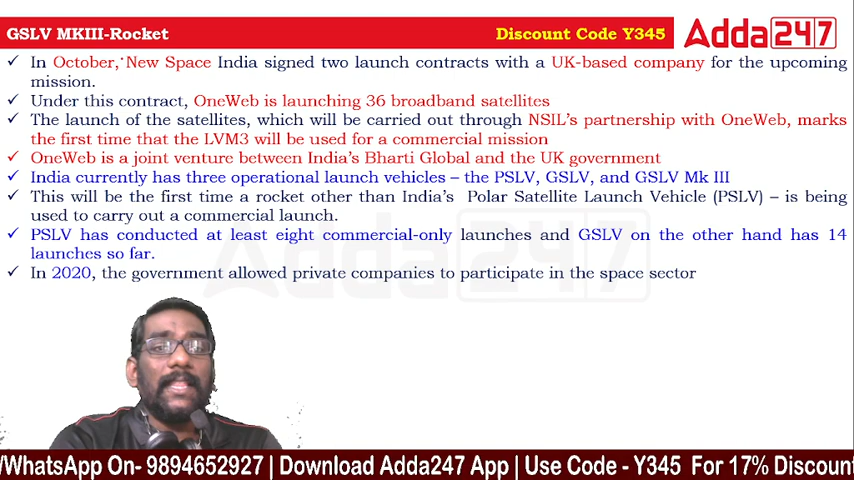 GSLV MKIII-Rocket
Discount Code Y345
Adda247
✓ In October, New Space India signed two launch contracts with a UK-based company for the upcoming
mission.
✓ Under this contract, OneWeb is launching 36 broadband satellites
✓ The launch of the satellites, which will be carried out through NSIL's partnership with OneWeb, marks
the first time that the LVM3 will be used for a commercial mission
✓ OneWeb is a joint venture between India's Bharti Global and the UK government
✓ India currently has three operational launch vehicles – the PSLV, GSLV, and GSLV Mk III
✓ This will be the first time a rocket other than India's Polar Satellite Launch Vehicle (PSLV) – is being
used to carry out a commercial launch.
✓ PSLV has conducted at least eight commercial-only launches and GSLV on the other hand has 14
launches so far.
✓ In 2020, the government allowed private companies to participate in the space sector
Adda247
/WhatsApp On- 9894652927 | Download Adda247 App | Use Code - Y345 For 17% Discount